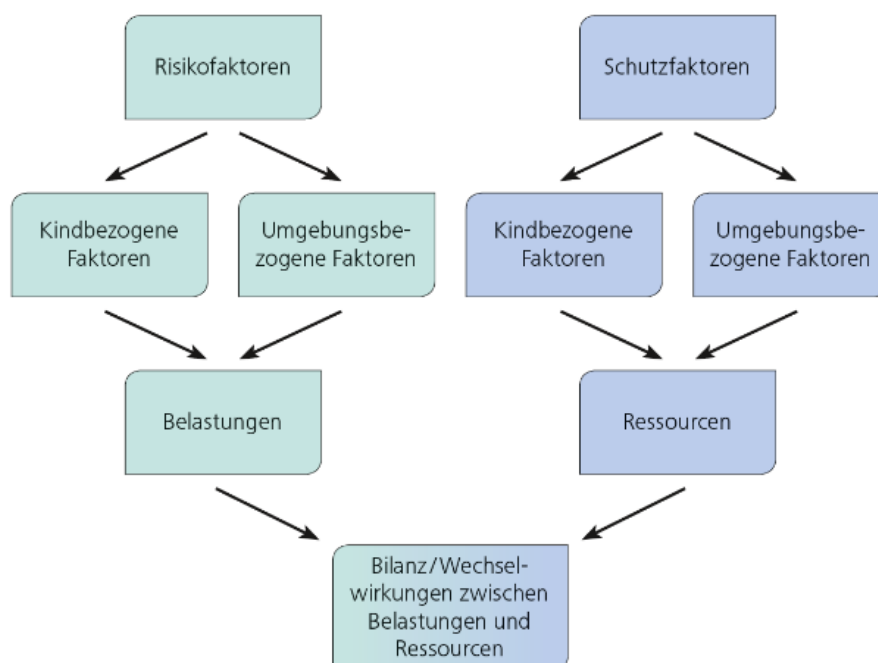 Risikofaktoren
Schutzfaktoren
Kindbezogene
Faktoren
Umgebungsbe-
zogene Faktoren
Kindbezogene
Faktoren
Umgebungsbe-
zogene Faktoren
Belastungen
Ressourcen
Bilanz/Wechsel-
wirkungen zwischen
Belastungen und
Ressourcen